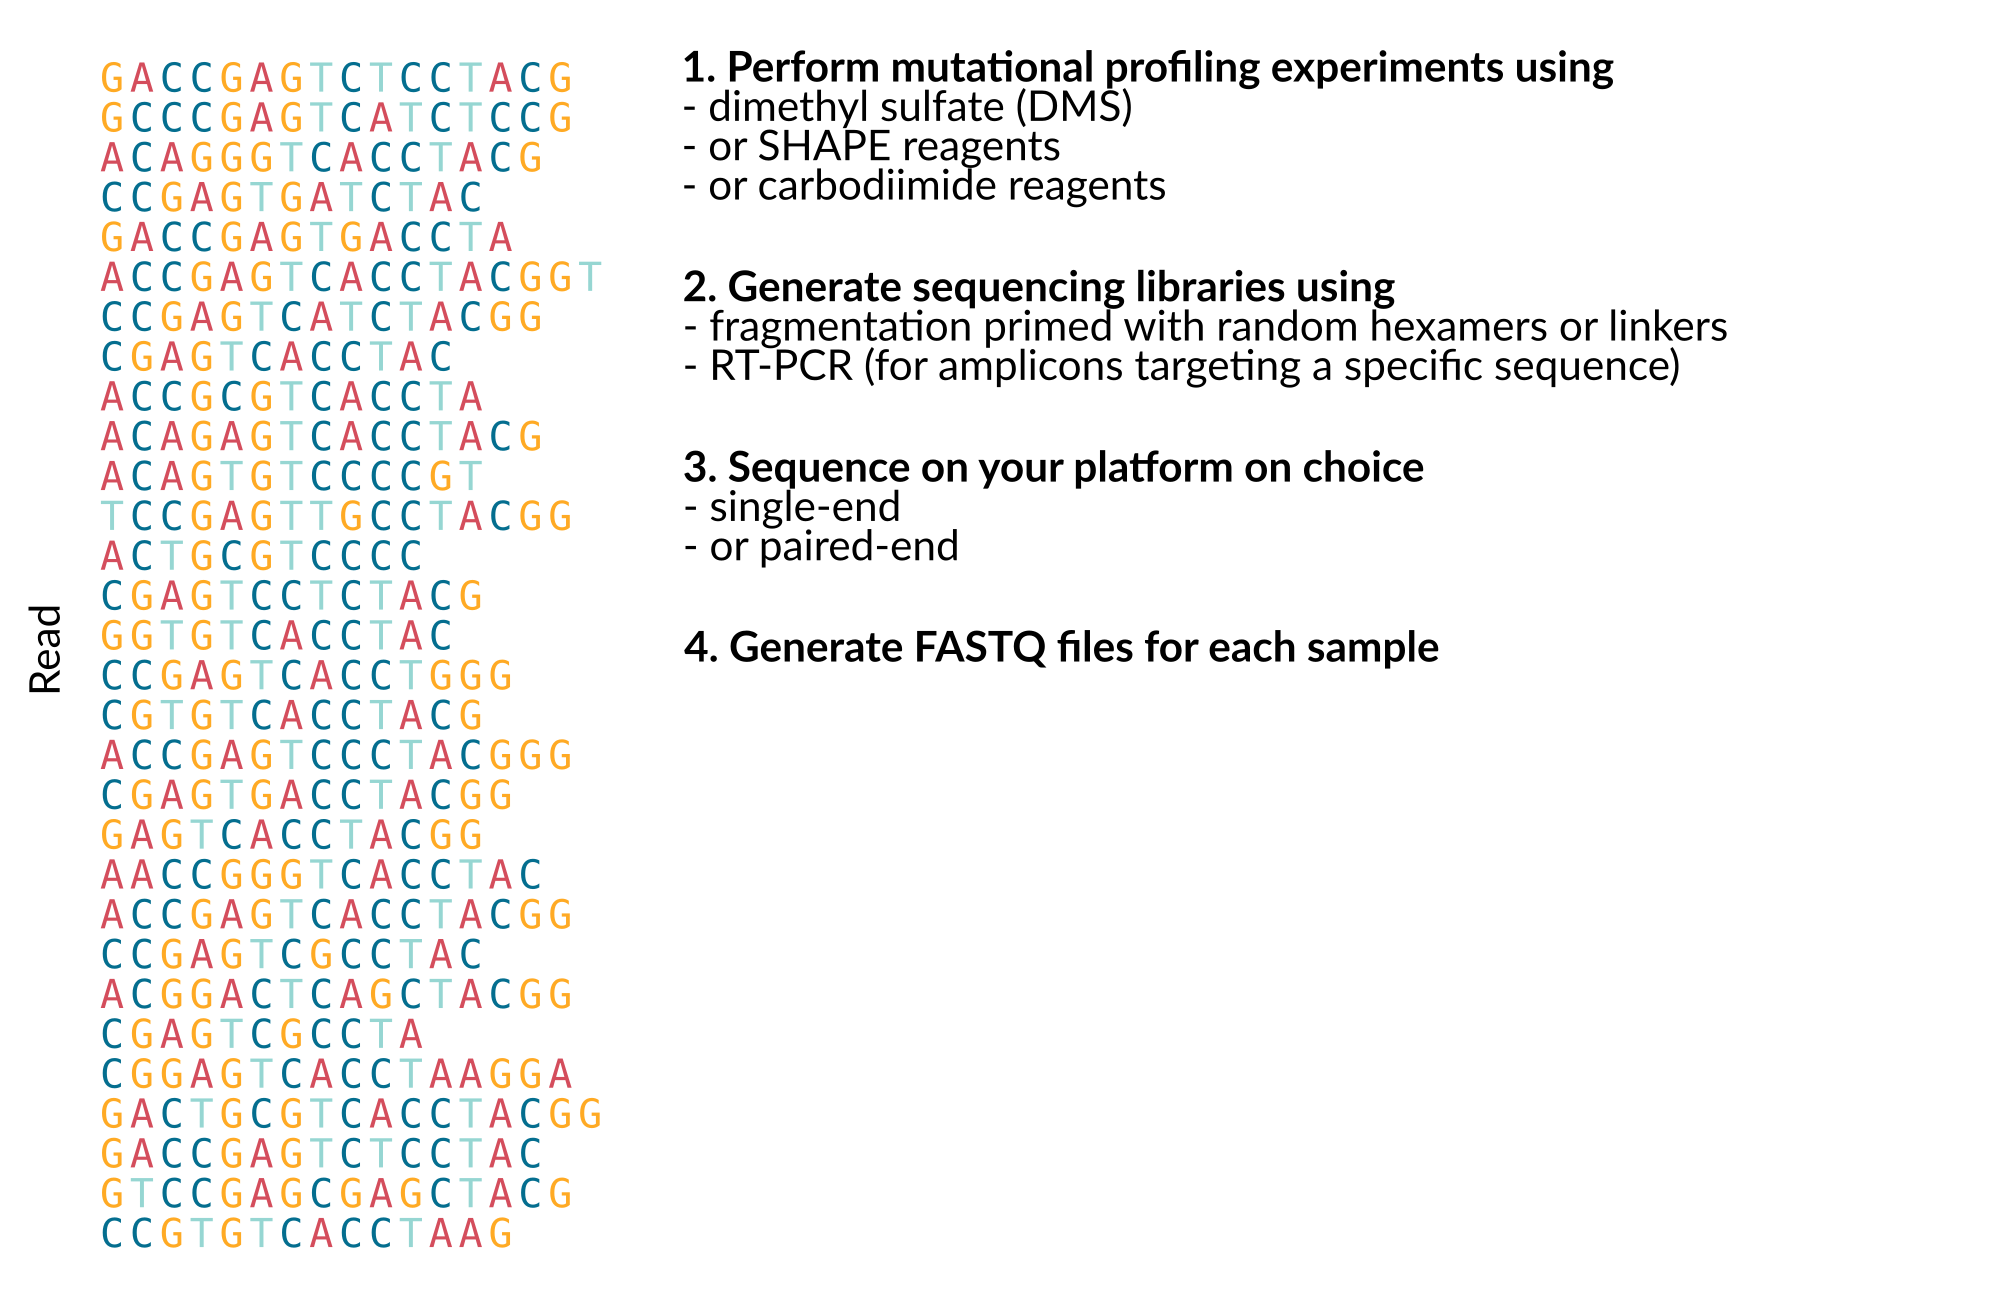 Read
GACCGAGTCTCCTACG
GCCCGAGTCATCTCCG
ACAGGGTCACCTACG
CCGAGTGATCTAC
GACCGAGTGACCTA
ACCGAGTCACCTACGGT
CCGAGTCATCTACGG
CGAGTCACCTAC
ACCGCGTCACCTA
ACAGAGTCACCTACG
ACAGTGTCCCCGT
TCCGAGTTGCCTACGG
ACTGCGTCCCC
CGAGTCCTCTACG
GGTGTCACCTAC
CCGAGTCACCTGGG
CGTGTCACCTACG
ACCGAGTCCCTACGGG
CGAGTGACCTACGG
GAGTCACCTACGG
AACCGGGTCACCTAC
ACCGAGTCACCTACGG
CCGAGTCGCCTAC
ACGGACTCAGCTACGG
CGAGTCGCCTA
CGGAGTCACCTAAGGA
GACTGCGTCACCTACGG
GACCGAGTCTCCTAC
GTCCGAGCGAGCTACG
CCGTGTCACCTAAG
1. Perform mutational profiling experiments using
- dimethyl sulfate (DMS)
- or SHAPE reagents
- or carbodiimide reagents
2. Generate sequencing libraries using
- fragmentation primed with random hexamers or linkers
- RT-PCR (for amplicons targeting a specific sequence)
3. Sequence on your platform on choice
- single-end
- or paired-end
4. Generate FASTQ files for each sample